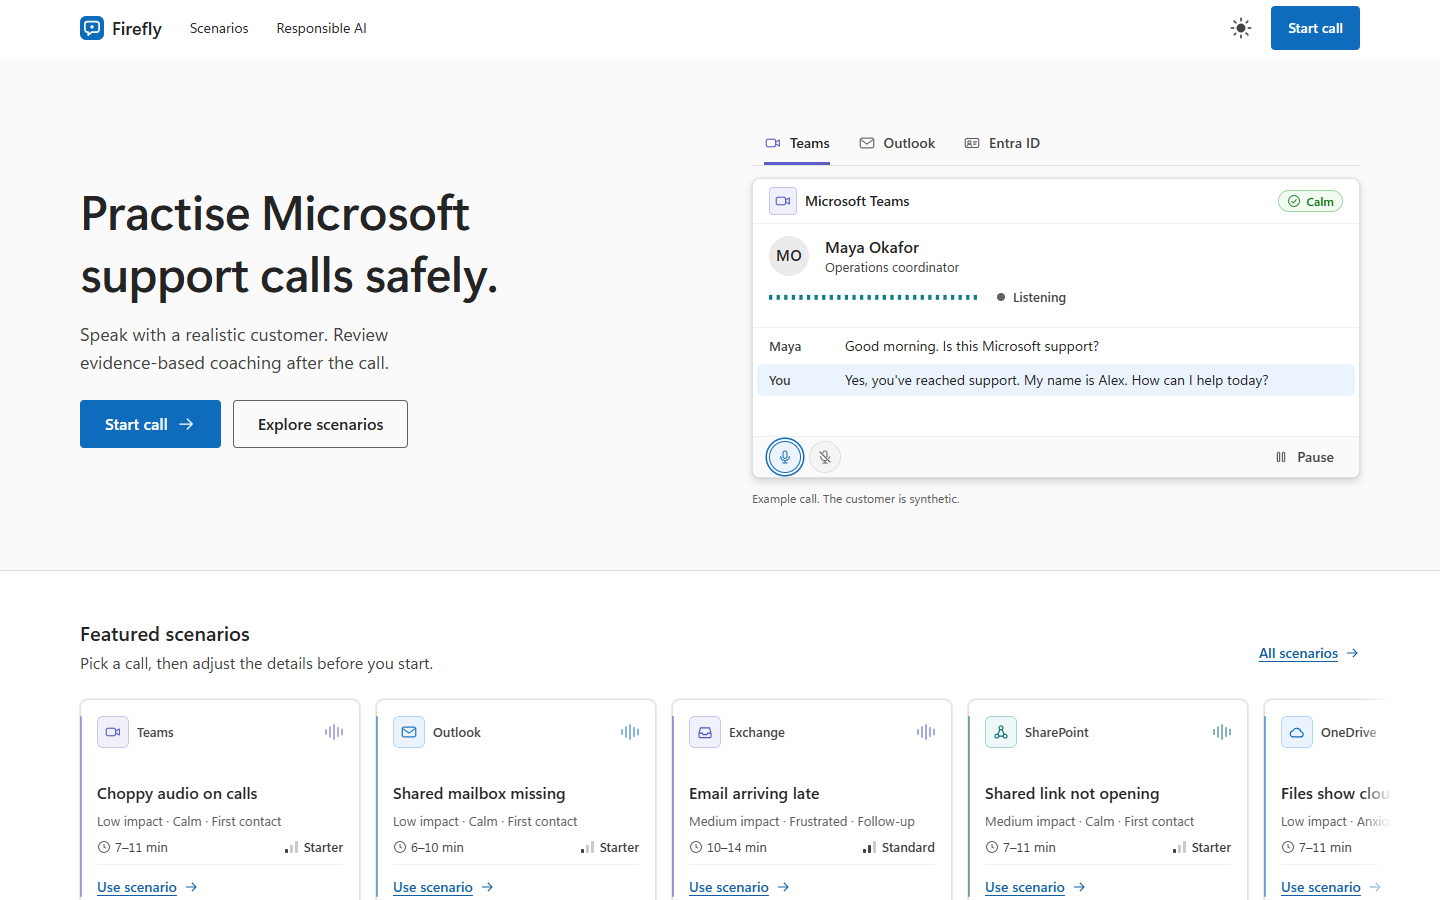 Firefly
Scenarios
Responsible AI
Start call
Practise Microsoft
support calls safely.
Speak with a realistic customer. Review
evidence-based coaching after the call.
Start call
Explore scenarios
Teams
Outlook
Entra ID
Microsoft Teams
Calm
MO
Maya Okafor
Operations coordinator
Listening
Maya
Good morning. Is this Microsoft support?
You
Yes, you've reached support. My name is Alex. How can I help today?
Pause
Example call. The customer is synthetic.
Featured scenarios
Pick a call, then adjust the details before you start.
All scenarios
Teams
Choppy audio on calls
Low impact · Calm · First contact
7–11 min
Starter
Use scenario
Outlook
Shared mailbox missing
Low impact · Calm · First contact
6–10 min
Starter
Use scenario
Exchange
Email arriving late
Medium impact · Frustrated · Follow-up
10–14 min
Standard
Use scenario
SharePoint
Shared link not opening
Medium impact · Calm · First contact
7–11 min
Starter
Use scenario
OneDrive
Files show
Low impact ·
7–11 min
Use scenario